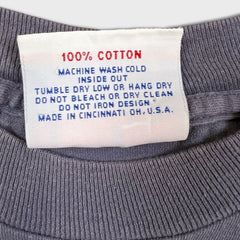 100% COTTON
MACHINE WASH COLD
INSIDE OUT
TUMBLE DRY LOW OR HANG DRY
DO NOT BLEACH OR DRY CLEAN
DO NOT IRON DESIGN.
MADE IN CINCINNATI OH, U.S.A.